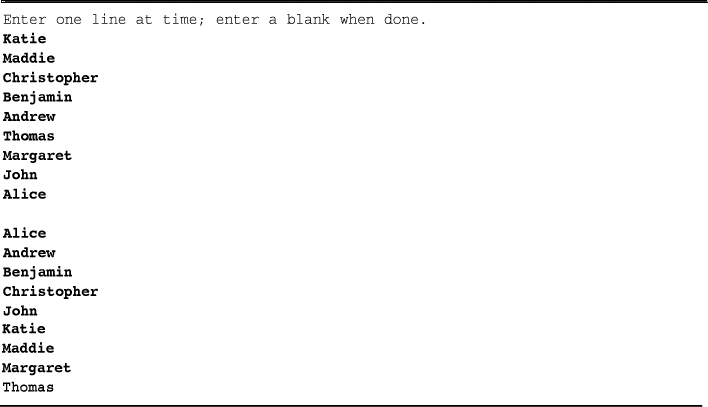 Enter one line at time; enter a blank when done.
Katie
Maddie
Christopher
Benjamin
Andrew
Thomas
Margaret
John
Alice

Alice
Andrew
Benjamin
Christopher
John
Katie
Maddie
Margaret
Thomas